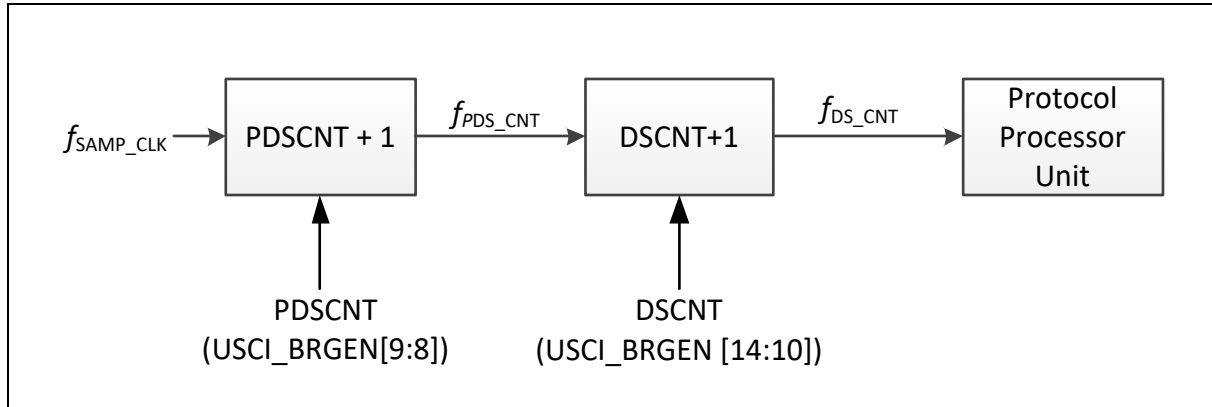 fSAMP_CLK
PDSCNT + 1
fPDS_CNT
DSCNT+1
fDS_CNT
Protocol
Processor
Unit
PDSCNT
(USCI_BRGEN[9:8])
DSCNT
(USCI_BRGEN [14:10])